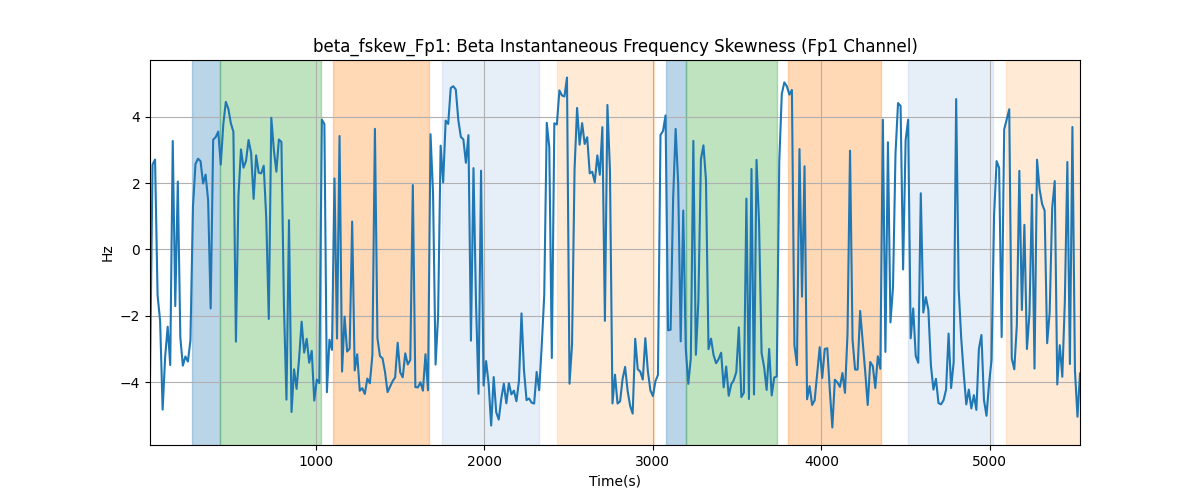 beta_fskew_Fp1: Beta Instantaneous Frequency Skewness (Fp1 Channel)
Hz
4
2
0
−2
−4
1000 2000 3000 4000 5000
Time(s)